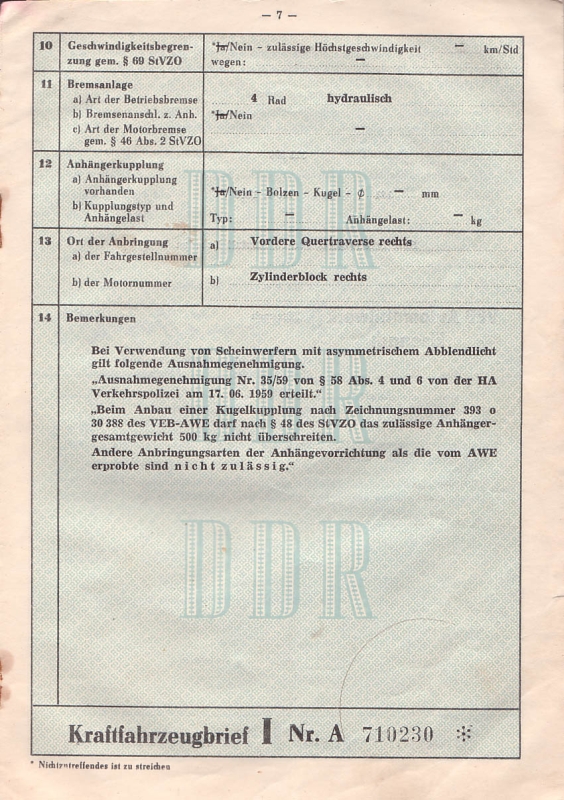 — 7 —
10 Geschwindigkeitsbegren- *Ja/Nein – zulässige Höchstgeschwindigkeit — km/Std
zung gem. § 69 StVZO wegen: —
11 Bremsanlage
a) Art der Betriebsbremse 4 Rad hydraulisch
b) Bremsenanschl. z. Anh. *Ja/Nein
c) Art der Motorbremse —
gem. § 46 Abs. 2 StVZO
12 Anhängerkupplung
a) Anhängerkupplung
vorhanden *Ja/Nein – Bolzen – Kugel – ϕ — mm
b) Kupplungstyp und
Anhängelast Typ: — Anhängelast: — kg
13 Ort der Anbringung a) Vordere Quertraverse rechts
a) der Fahrgestellnummer
b) der Motornummer b) Zylinderblock rechts
14 Bemerkungen
Bei Verwendung von Scheinwerfern mit asymmetrischem Abblendlicht
gilt folgende Ausnahmegenehmigung.
„Ausnahmegenehmigung Nr. 35/59 von § 58 Abs. 4 und 6 von der HA
Verkehrspolizei am 17. 06. 1959 erteilt.“
„Beim Anbau einer Kugelkupplung nach Zeichnungsnummer 393 o
30 388 des VEB-AWE darf nach § 48 des StVZO das zulässige Anhänger-
gesamtgewicht 500 kg nicht überschreiten.
Andere Anbringungsarten der Anhängevorrichtung als die vom AWE
erprobte sind nicht zulässig.“
DDR
DDR
DDR
Kraftfahrzeugbrief I Nr. A 710230 *
* Nichtzutreffendes ist zu streichen